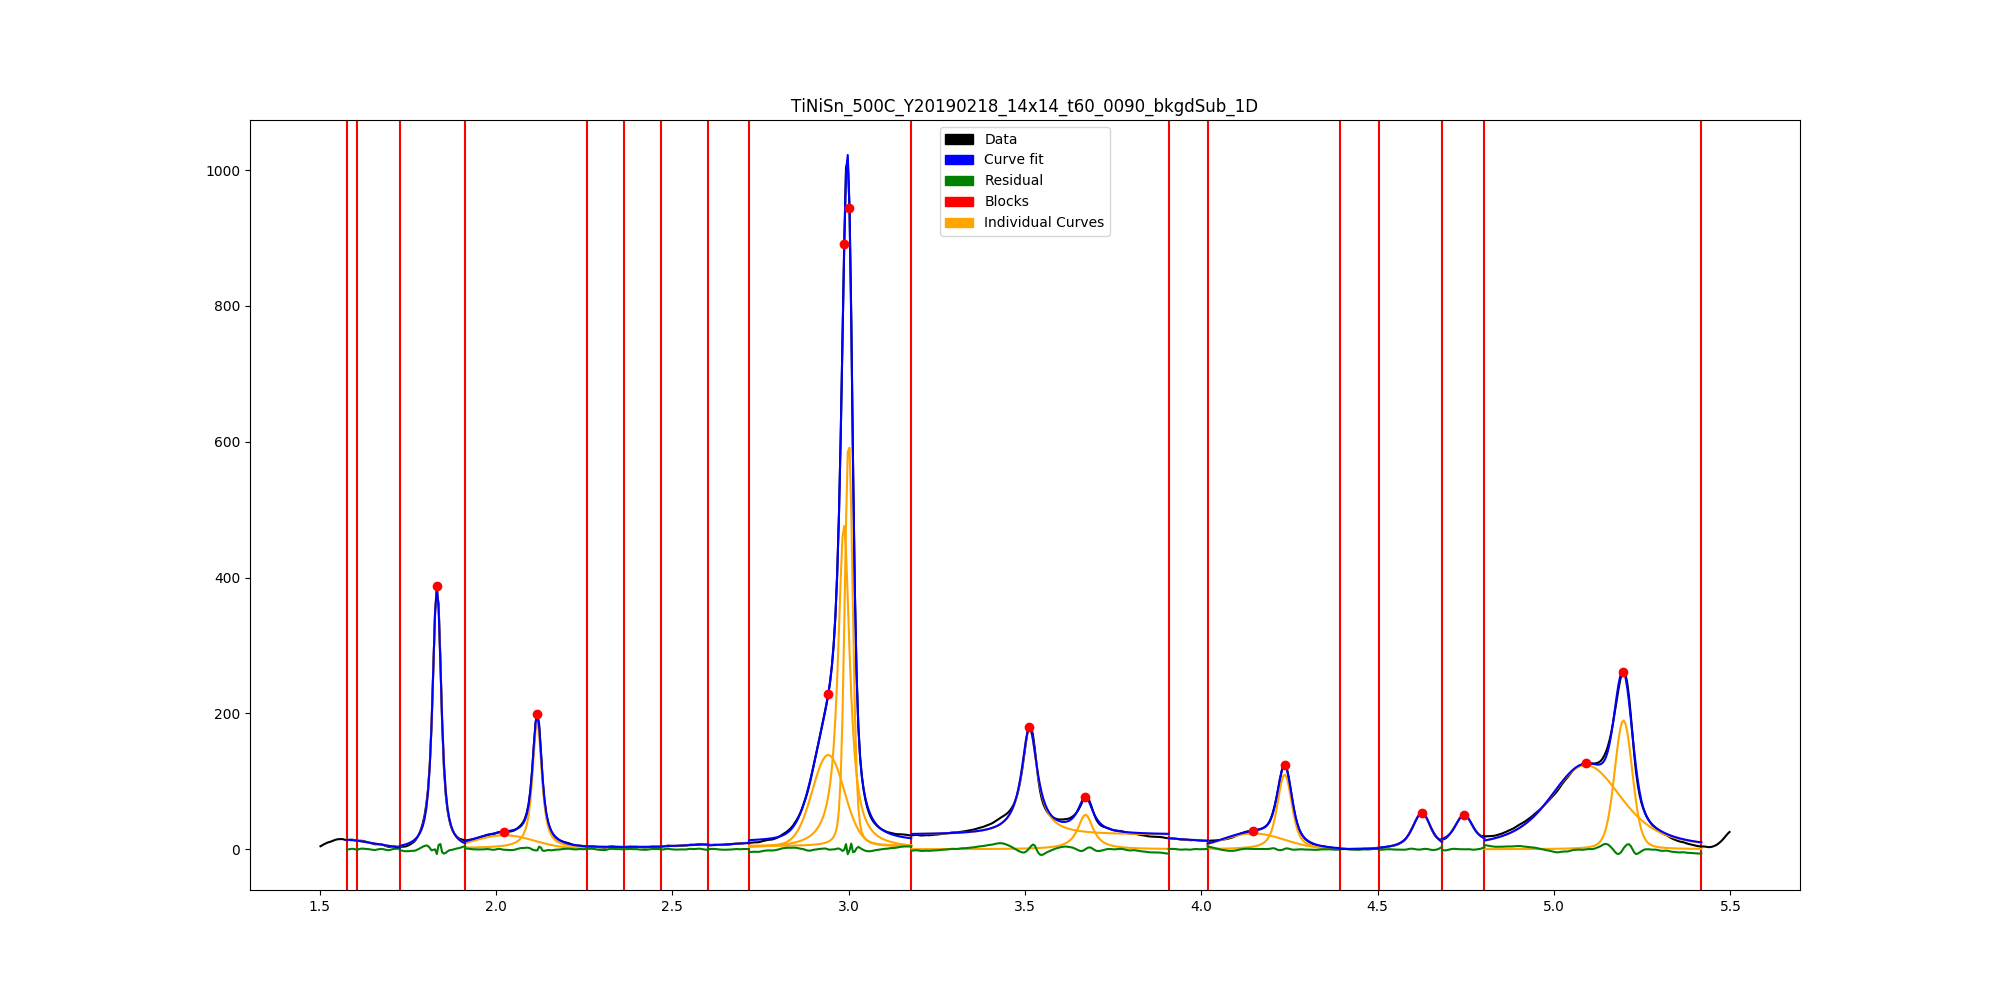 TiNiSn_500C_Y20190218_14x14_t60_0090_bkgdSub_1D
Data
Curve fit
Residual
Blocks
Individual Curves
1000
800
600
400
200
0
1.5 2.0 2.5 3.0 3.5 4.0 4.5 5.0 5.5